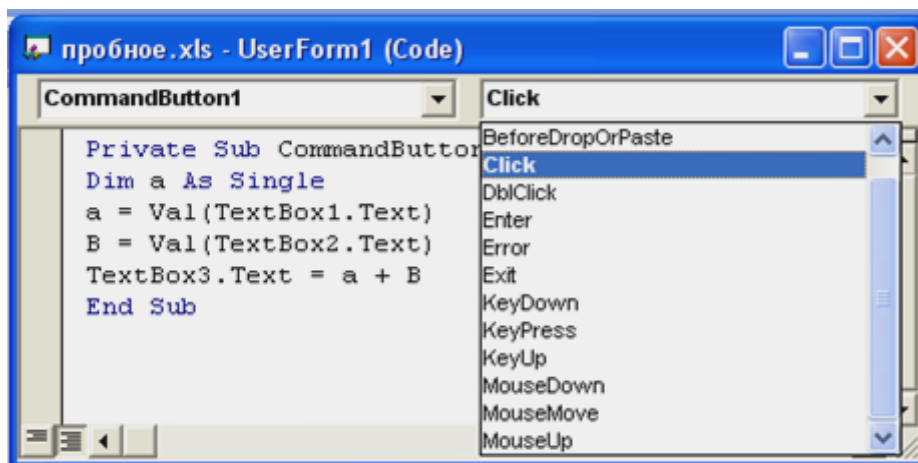 пробное.xls - UserForm1 (Code)
CommandButton1
Click
Private Sub CommandButton
Dim a As Single
a = Val(TextBox1.Text)
B = Val(TextBox2.Text)
TextBox3.Text = a + B
End Sub
BeforeDropOrPaste
Click
DblClick
Enter
Error
Exit
KeyDown
KeyPress
KeyUp
MouseDown
MouseMove
MouseUp